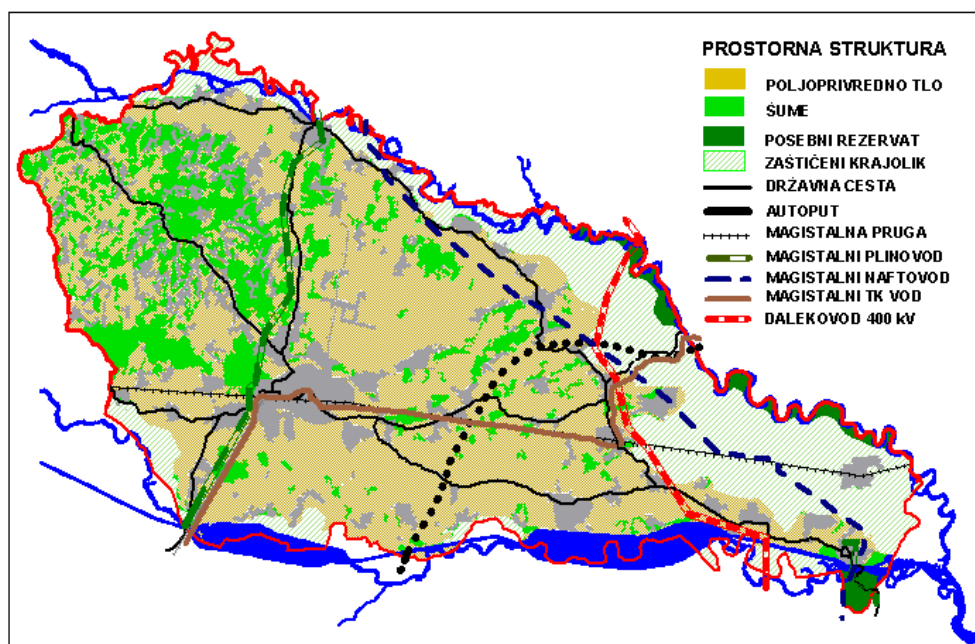 PROSTORNA STRUKTURA
POLJOPRIVREDNO TLO
ŠUME
POSEBNI REZERVAT
ZAŠTIČENI KRAJOLIK
DRŽAVNA CESTA
AUTOPUT
MAGISTALNA PRUGA
MAGISTALNI PLINOVOD
MAGISTALNI NAFTOVOD
MAGISTALNI TK VOD
DALEKOVOD 400 kV